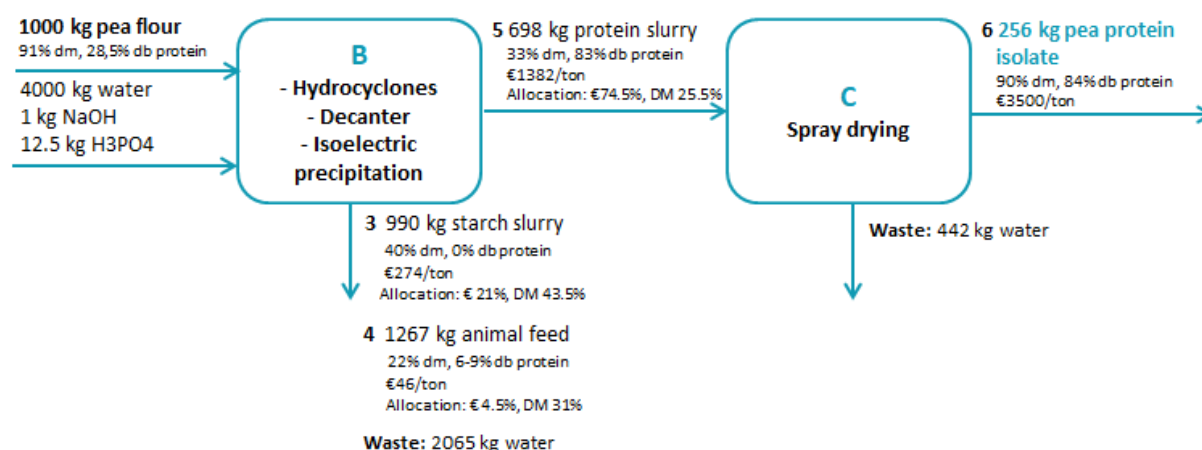 1000 kg pea flour
91% dm, 28,5% db protein
4000 kg water
1 kg NaOH
12.5 kg H3PO4
B
- Hydrocyclones
- Decanter
- Isoelectric
precipitation
5 698 kg protein slurry
33% dm, 83% db protein
€1382/ton
Allocation: €74.5%, DM 25.5%
C
Spray drying
6 256 kg pea protein
isolate
90% dm, 84% db protein
€3500/ton
3 990 kg starch slurry
40% dm, 0% db protein
€274/ton
Allocation: € 21%, DM 43.5%
Waste: 442 kg water
4 1267 kg animal feed
22% dm, 6-9% db protein
€46/ton
Allocation: € 4.5%, DM 31%
Waste: 2065 kg water